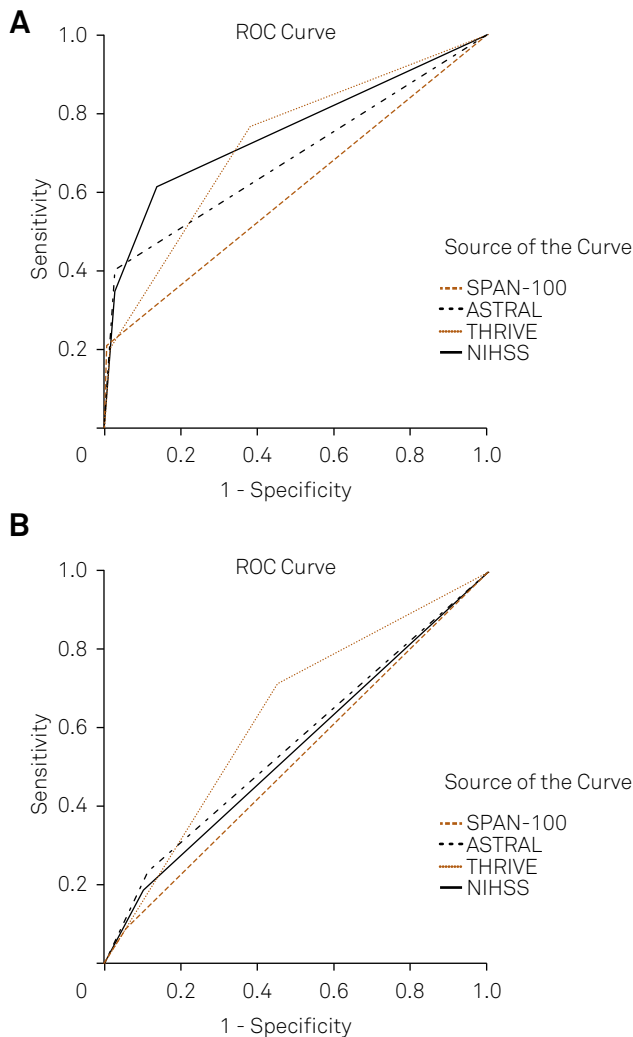 A
ROC Curve
1.0
0.8
0.6
0.4
0.2
0
0.2
0.4
0.6
0.8
1.0
Sensitivity
1 - Specificity
Source of the Curve
SPAN-100
ASTRAL
THRIVE
NIHSS
B
ROC Curve
1.0
0.8
0.6
0.4
0.2
0
0.2
0.4
0.6
0.8
1.0
Sensitivity
1 - Specificity
Source of the Curve
SPAN-100
ASTRAL
THRIVE
NIHSS